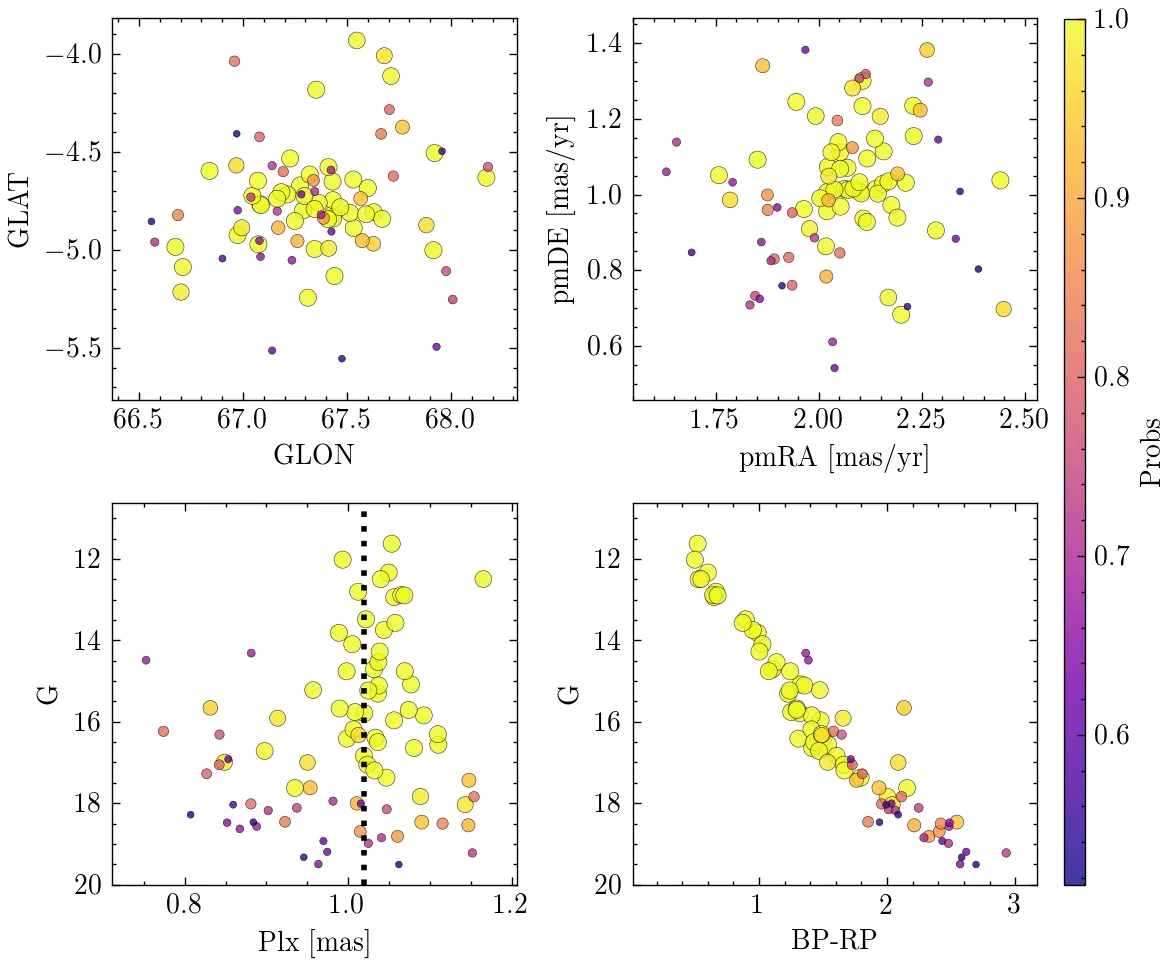 GLAT
−4.0
−4.5
−5.0
−5.5
66.5 67.0 67.5 68.0
GLON
pmDE [mas/yr]
1.4
1.2
1.0
0.8
0.6
1.75 2.00 2.25 2.50
pmRA [mas/yr]
G
12
14
16
18
20
0.8 1.0 1.2
Plx [mas]
G
12
14
16
18
20
1 2 3
BP-RP
1.0
0.9
0.8
0.7
0.6
Probs